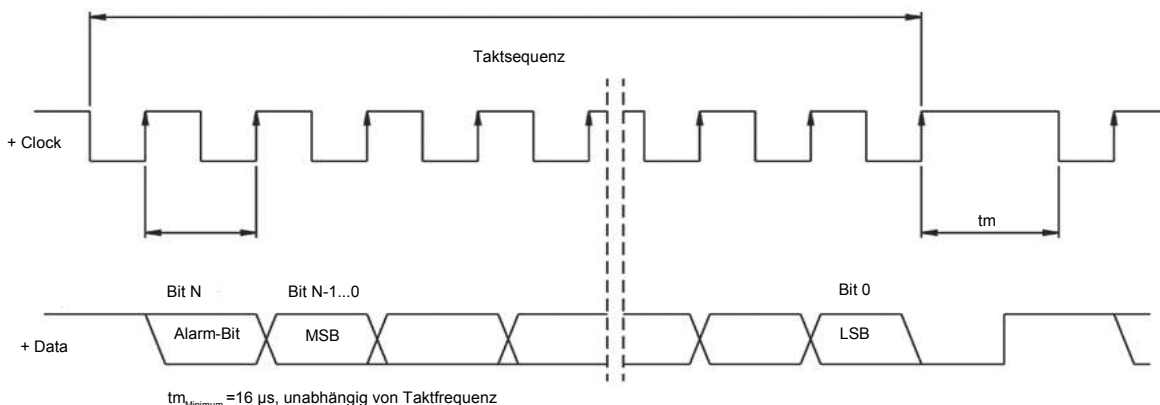 Taktsequenz
+ Clock
tm
Bit N
Bit N-1...0
Bit 0
Alarm-Bit
MSB
LSB
+ Data
tmMinimum =16 µs, unabhängig von Taktfrequenz